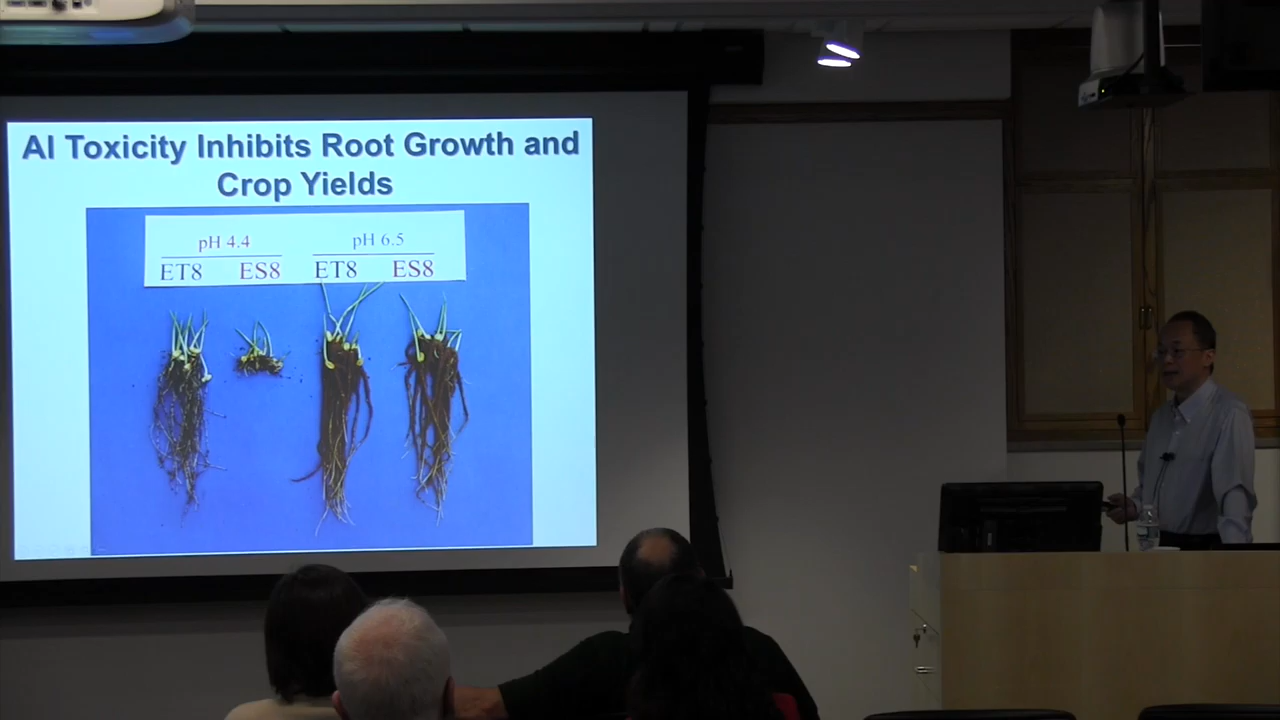 Al Toxicity Inhibits Root Growth and
Crop Yields
pH 4.4 pH 6.5
ET8 ES8 ET8 ES8